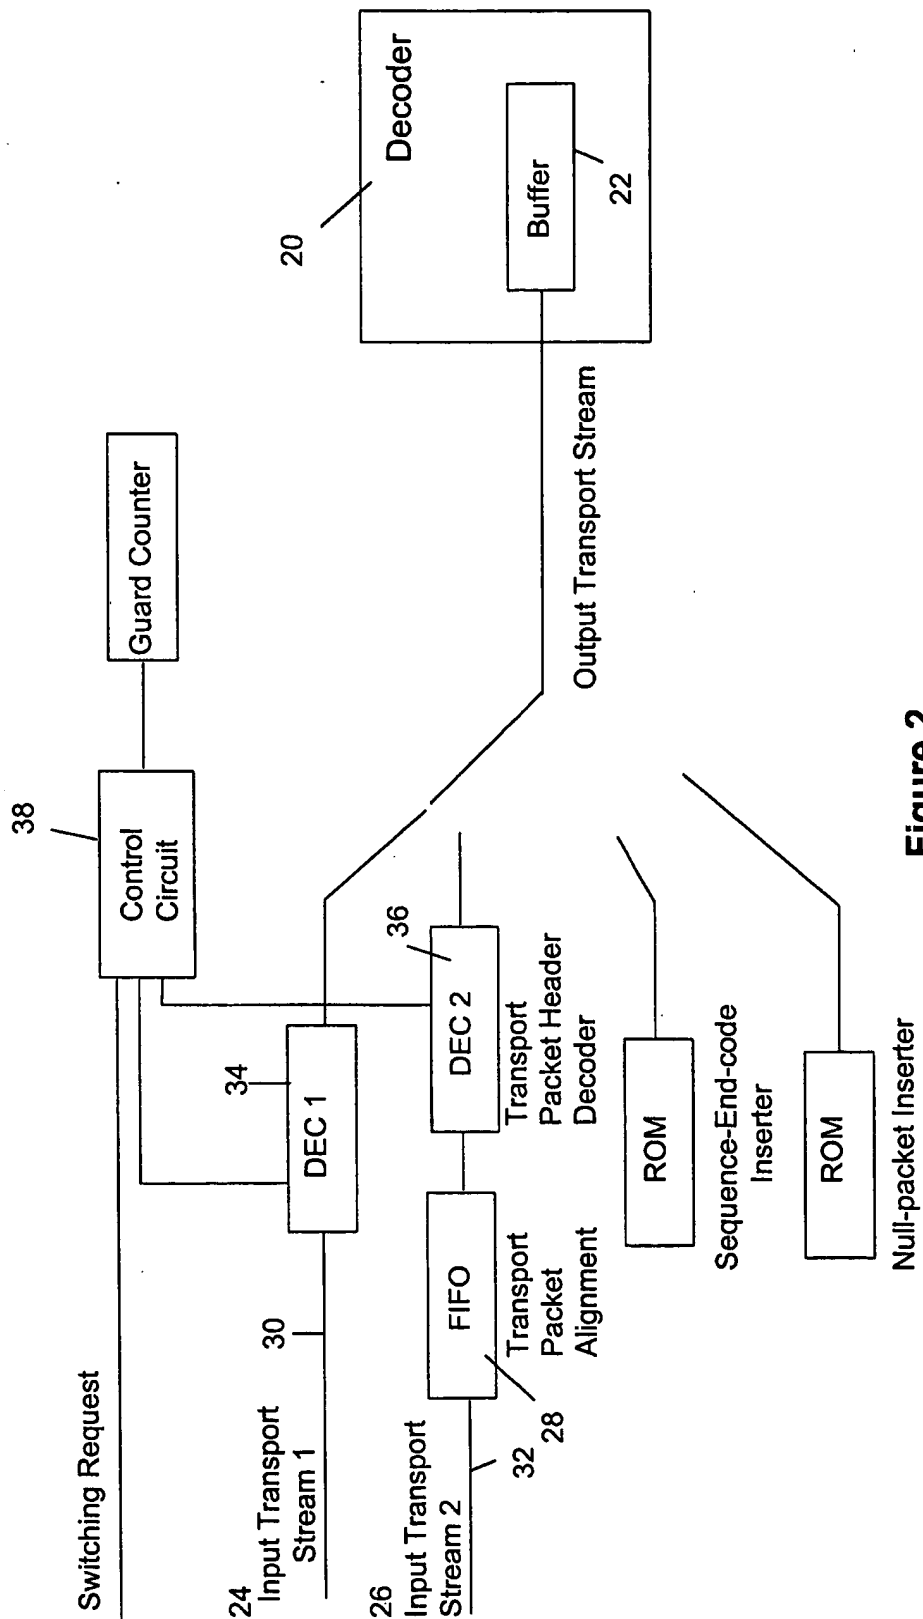 Switching Request
38
Control
Circuit
Guard Counter
24
Input Transport
Stream 1
30
34
DEC 1
26
Input Transport
Stream 2
32
28
FIFO
Transport
Packet
Alignment
36
DEC 2
Transport
Packet Header
Decoder
ROM
Sequence-End-code
Inserter
ROM
Null-packet Inserter
Output Transport Stream
20
Decoder
Buffer
22
Figure 2